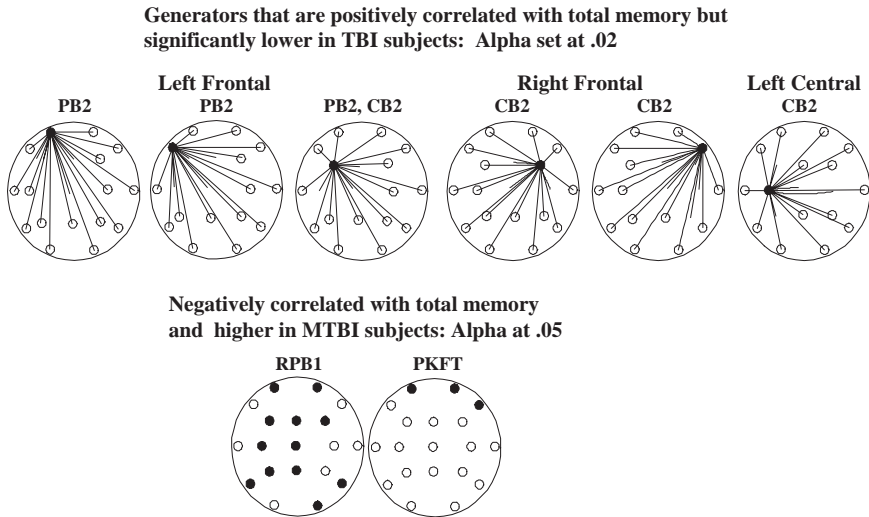 Generators that are positively correlated with total memory but
significantly lower in TBI subjects: Alpha set at .02
Left Frontal
Right Frontal
Left Central
PB2
PB2
PB2, CB2
CB2
CB2
CB2
Negatively correlated with total memory
and higher in MTBI subjects: Alpha at .05
RPB1
PKFT